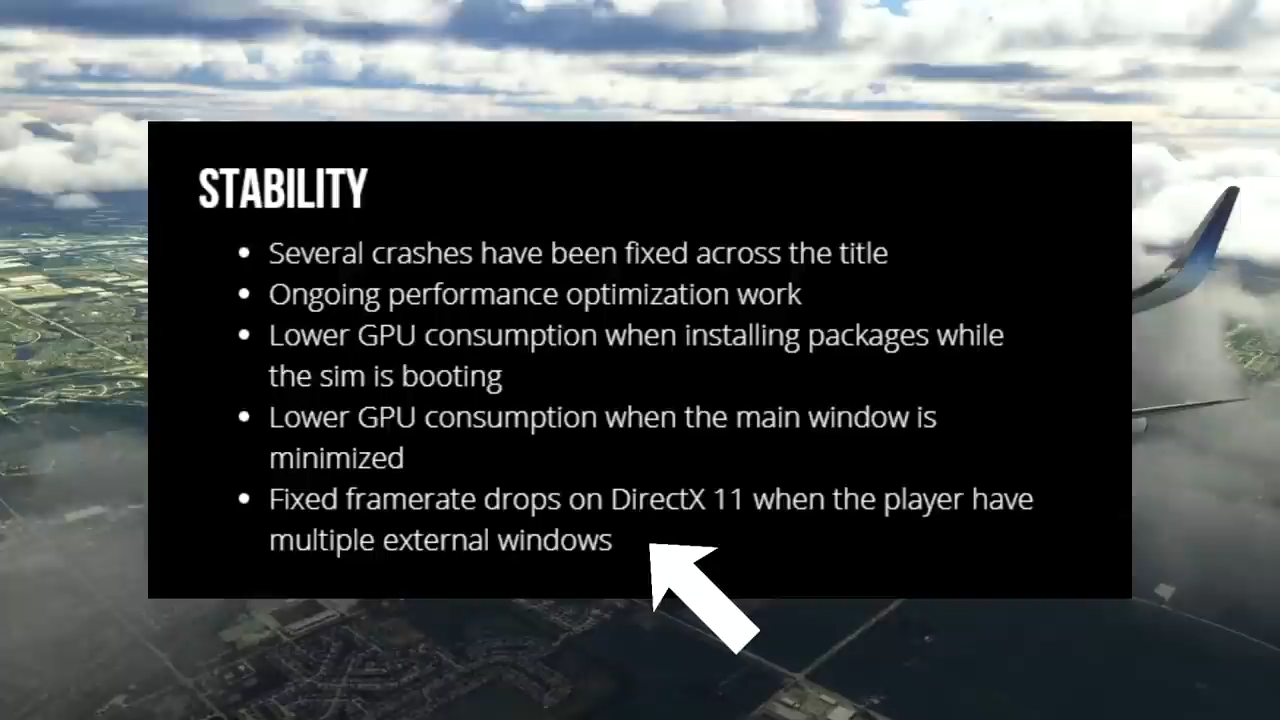 STABILITY
• Several crashes have been fixed across the title
• Ongoing performance optimization work
• Lower GPU consumption when installing packages while
the sim is booting
• Lower GPU consumption when the main window is
minimized
• Fixed framerate drops on DirectX 11 when the player have
multiple external windows